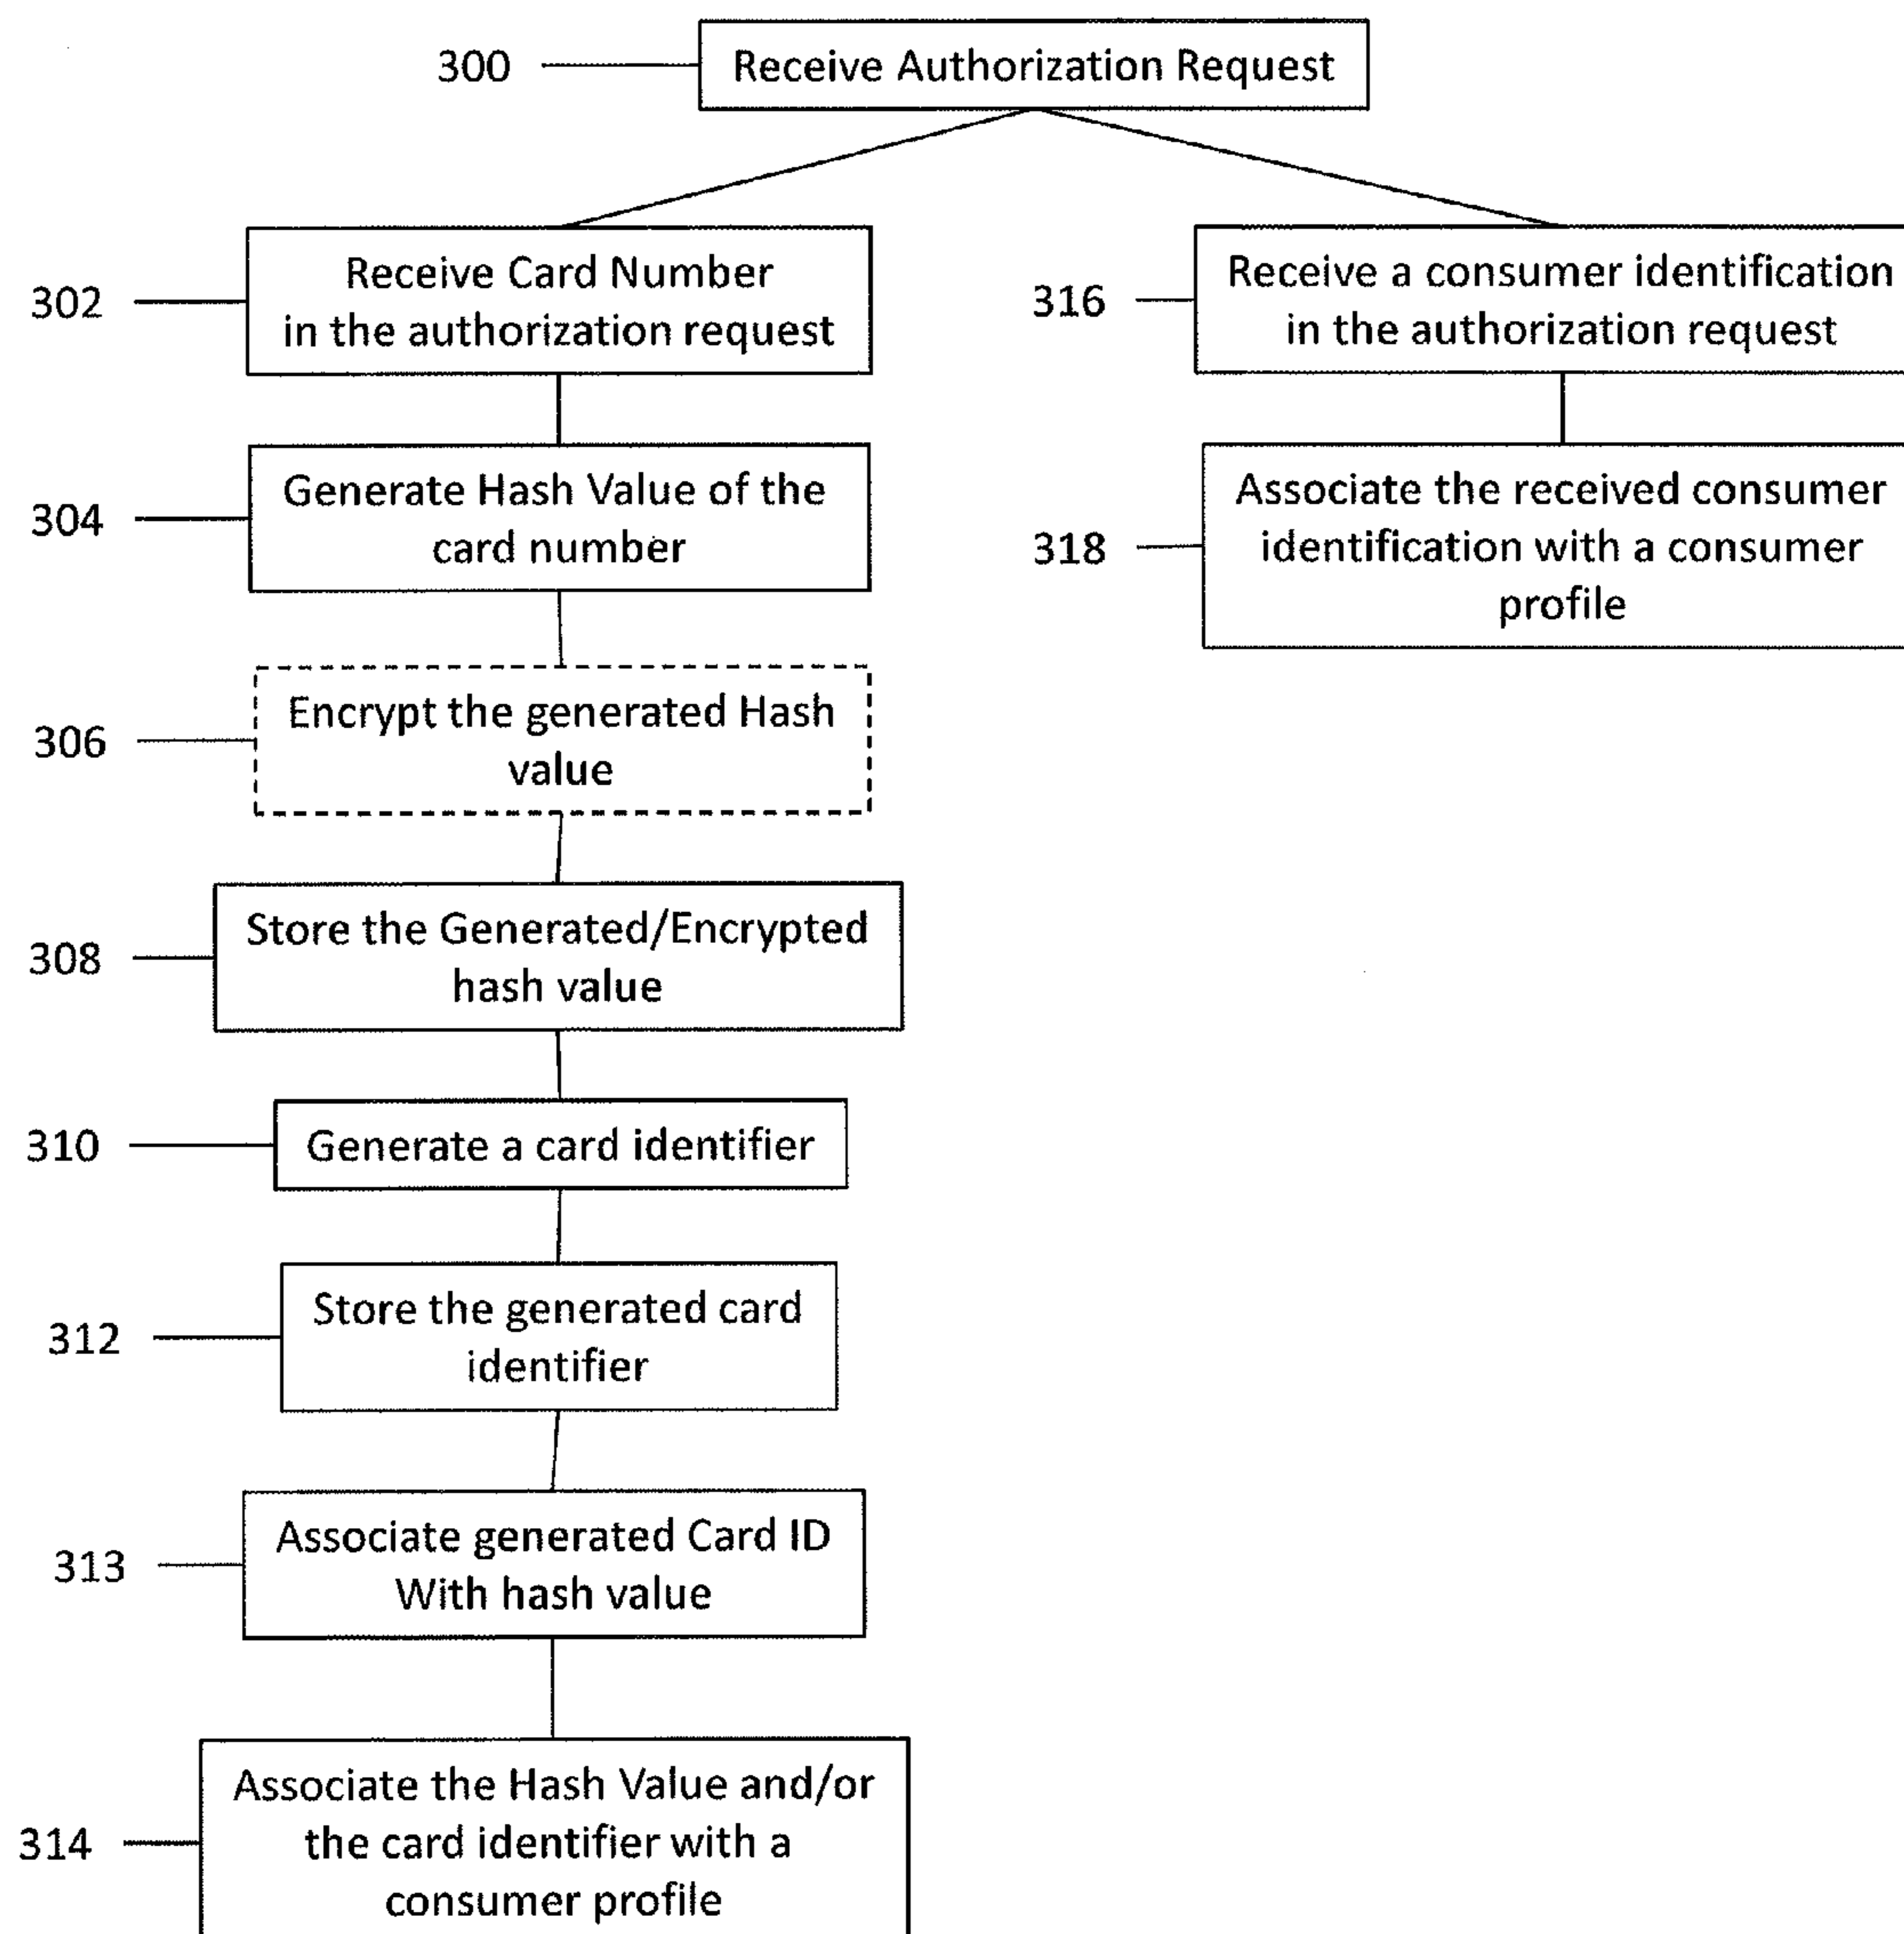 300
Receive Authorization Request
302
Receive Card Number
in the authorization request
304
Generate Hash Value of the
card number
306
Encrypt the generated Hash
value
308
Store the Generated/Encrypted
hash value
310
Generate a card identifier
312
Store the generated card
identifier
313
Associate generated Card ID
With hash value
314
Associate the Hash Value and/or
the card identifier with a
consumer profile
316
Receive a consumer identification
in the authorization request
318
Associate the received consumer
identification with a consumer
profile